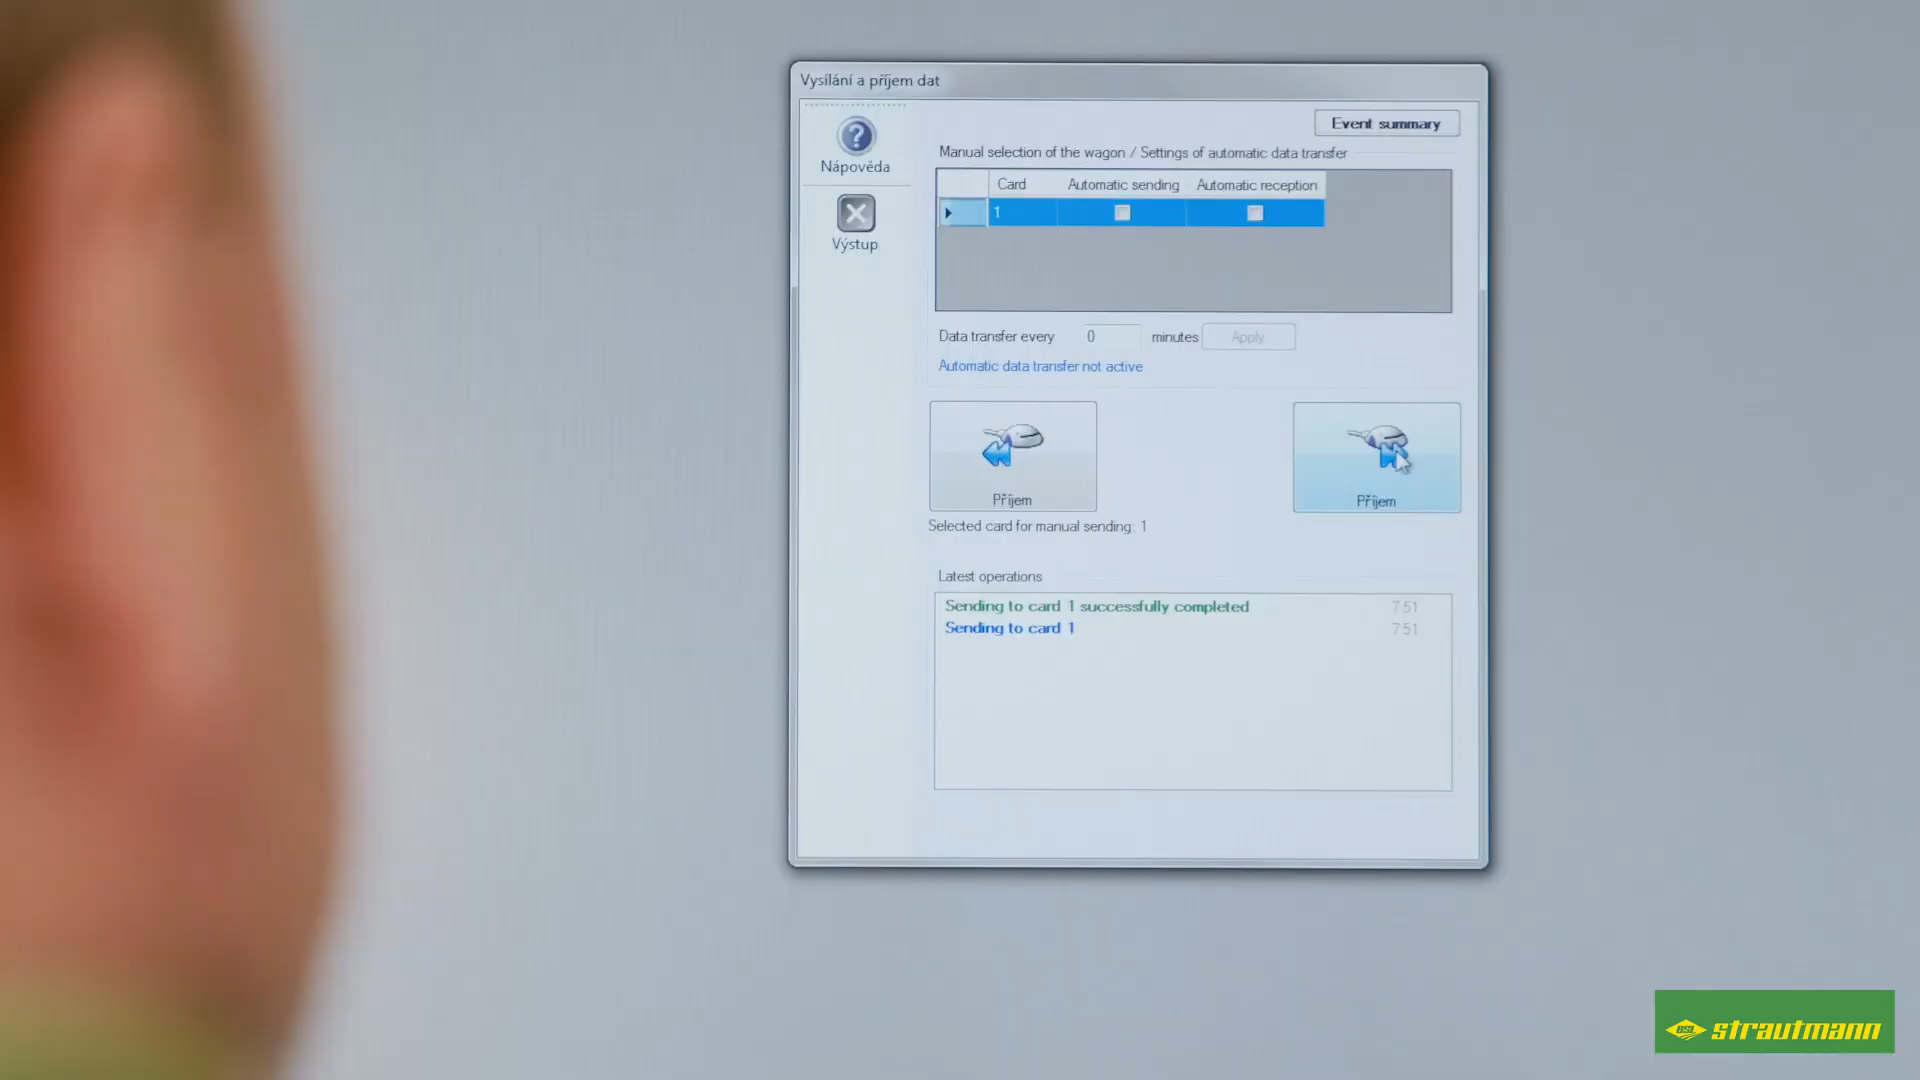 Vysílání a příjem dat
Nápověda
Výstup
Event summary
Manual selection of the wagon / Settings of automatic data transfer
Card Automatic sending Automatic reception
1
Data transfer every 0 minutes Apply
Automatic data transfer not active
Příjem
Příjem
Selected card for manual sending: 1
Latest operations
Sending to card 1 successfully completed 7:51
Sending to card 1 7:51
BSL strautmann